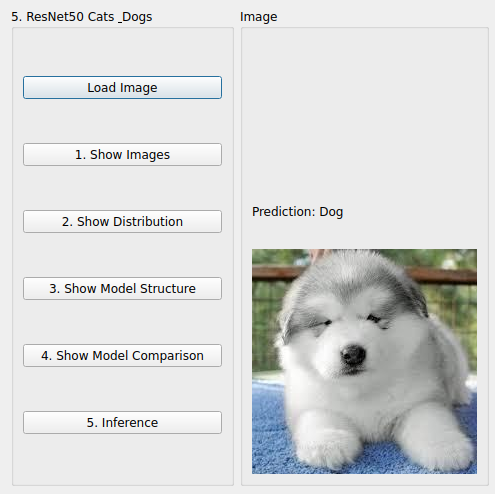 5. ResNet50 Cats _Dogs
Load Image
1. Show Images
2. Show Distribution
3. Show Model Structure
4. Show Model Comparison
5. Inference
Image
Prediction: Dog